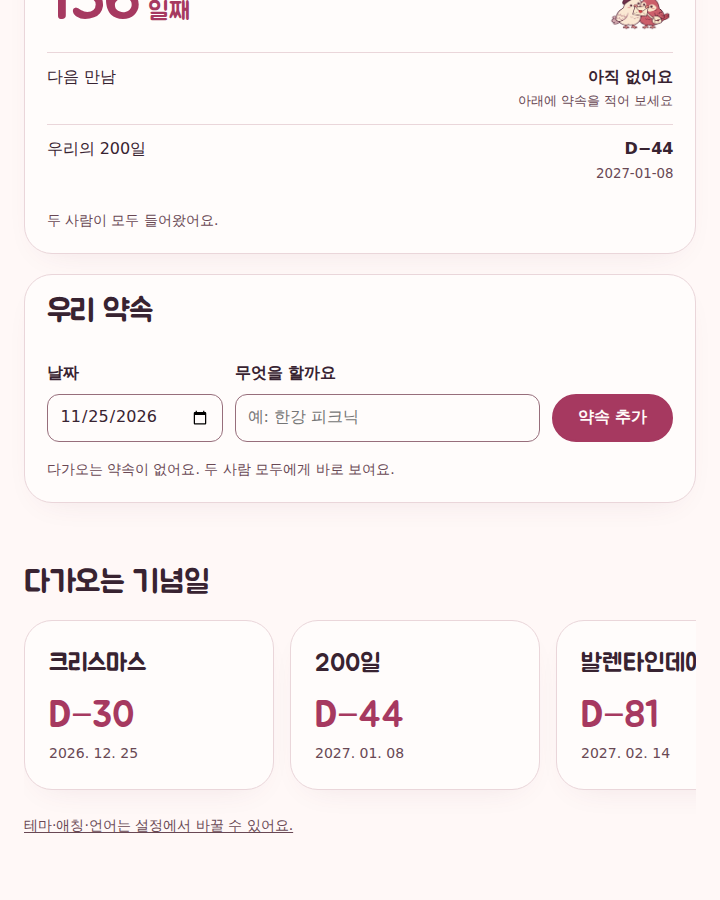 156 일째
다음 만남
아직 없어요
아래에 약속을 적어 보세요
우리의 200일
D–44
2027-01-08
두 사람이 모두 들어왔어요.
우리 약속
날짜
무엇을 할까요
11/25/2026
예: 한강 피크닉
약속 추가
다가오는 약속이 없어요. 두 사람 모두에게 바로 보여요.
다가오는 기념일
크리스마스
200일
D–30
D–44
D–81
2026. 12. 25
2027. 01. 08
2027. 02. 14
테마·애칭·언어는 설정에서 바꿀 수 있어요.